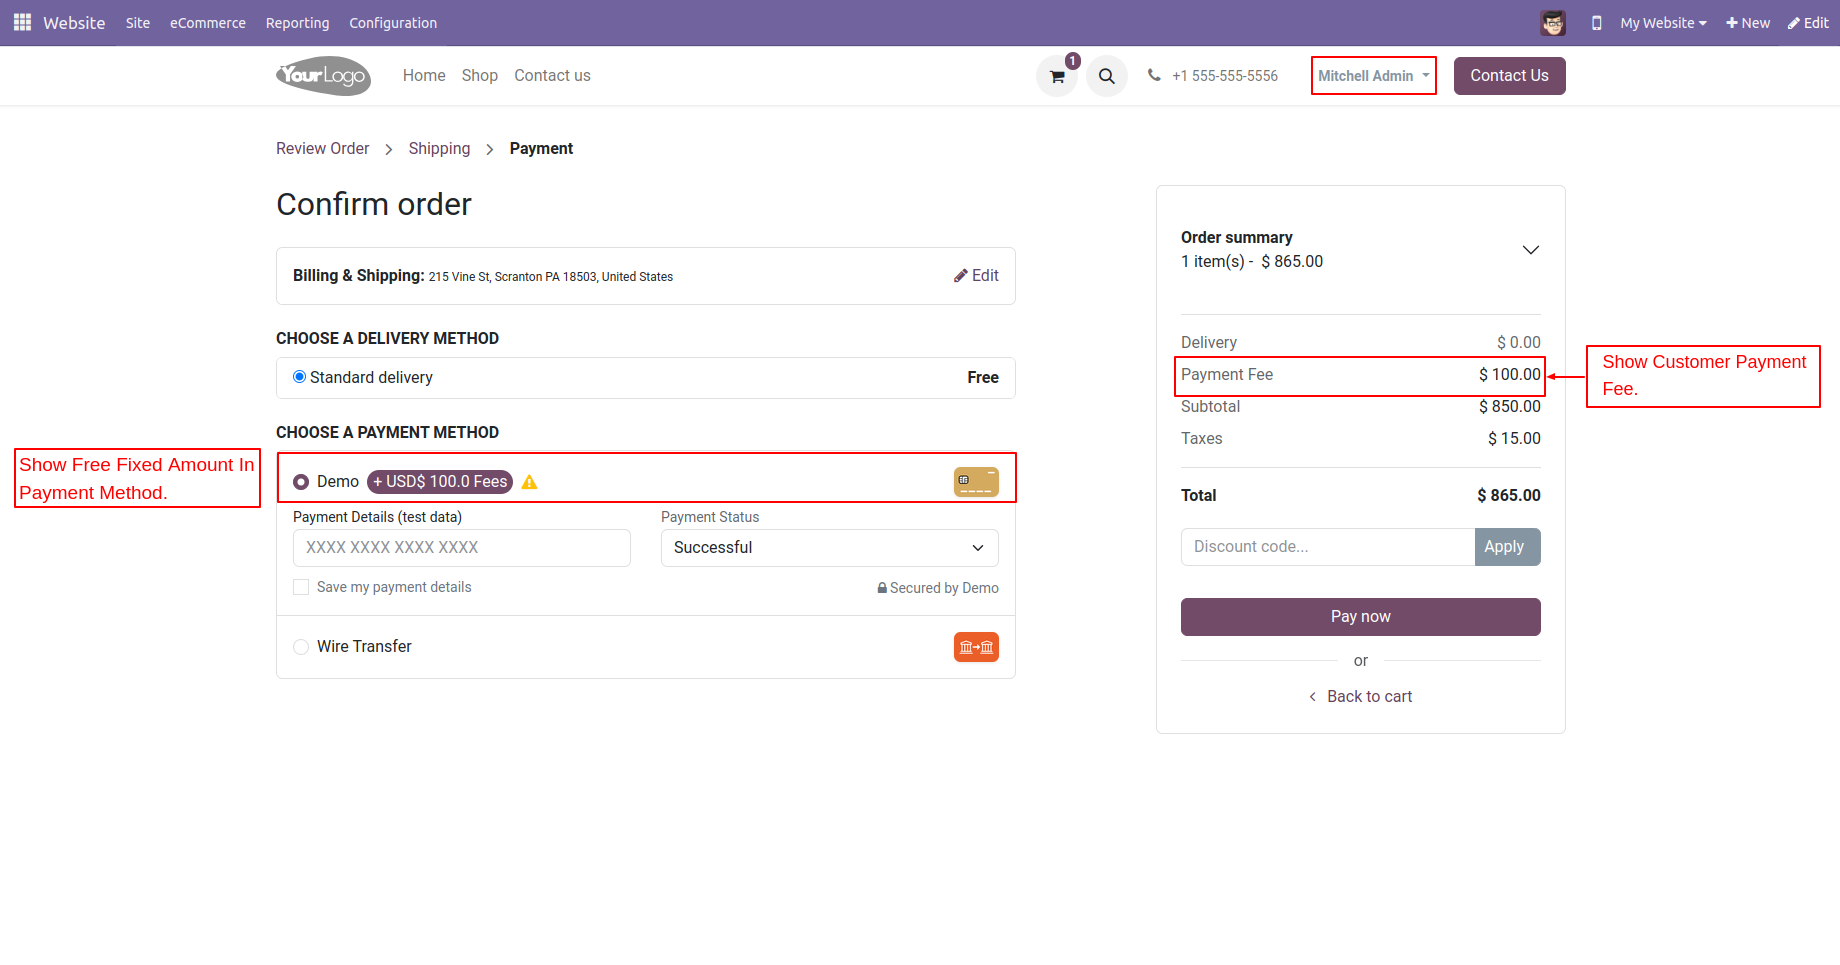 Website Site eCommerce Reporting Configuration My Website New Edit
YourLogo Home Shop Contact us 1 +1 555-555-5556 Mitchell Admin Contact Us
Review Order > Shipping > Payment
Confirm order
Billing & Shipping: 215 Vine St, Scranton PA 18503, United States Edit
CHOOSE A DELIVERY METHOD
Standard delivery Free
CHOOSE A PAYMENT METHOD
Show Free Fixed Amount In
Payment Method.
Demo + USD$ 100.0 Fees
Payment Details (test data) Payment Status
XXXX XXXX XXXX XXXX Successful
Save my payment details Secured by Demo
Wire Transfer
Order summary
1 item(s) - $ 865.00
Delivery $ 0.00
Payment Fee $ 100.00
Show Customer Payment
Fee.
Subtotal $ 850.00
Taxes $ 15.00
Total $ 865.00
Discount code... Apply
Pay now
or
< Back to cart